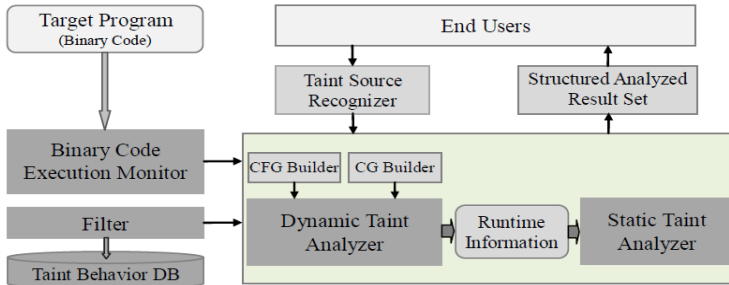 Target Program
(Binary Code)
End Users
Taint Source
Recognizer
Structured Analyzed
Result Set
Binary Code
Execution Monitor
CFG Builder
CG Builder
Filter
Dynamic Taint
Analyzer
Runtime
Information
Static Taint
Analyzer
Taint Behavior DB